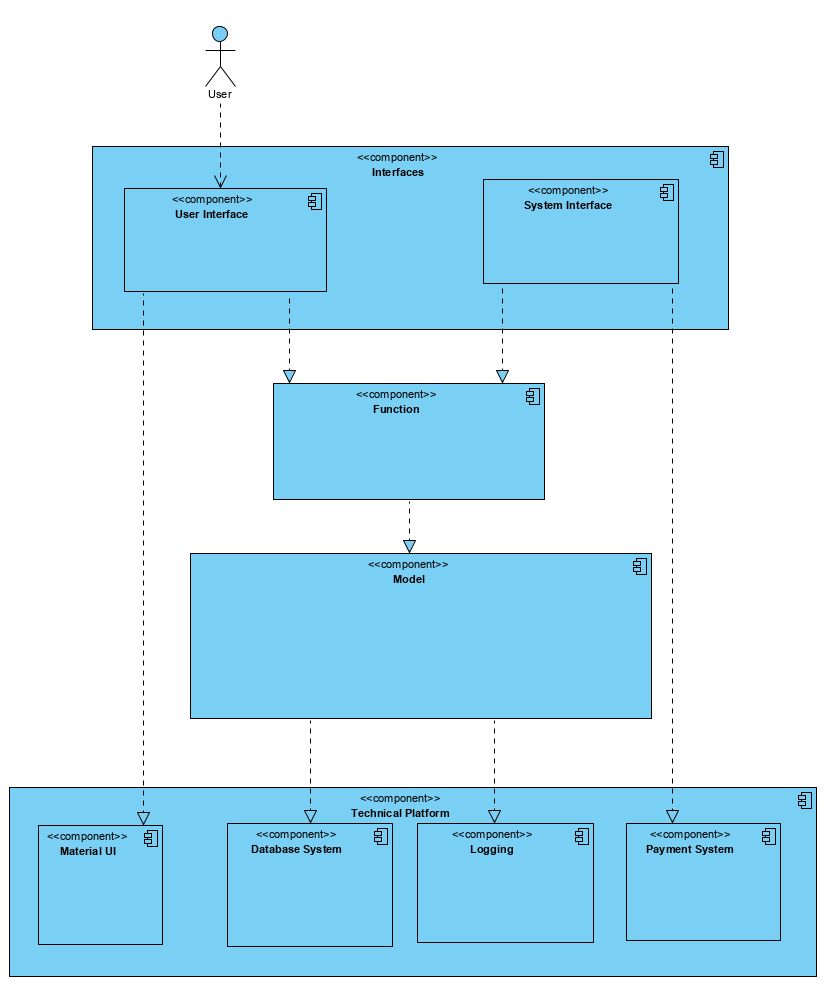 User
<<component>>
Interfaces
<<component>>
User Interface
<<component>>
System Interface
<<component>>
Function
<<component>>
Model
<<component>>
Technical Platform
<<component>>
Material UI
<<component>>
Database System
<<component>>
Logging
<<component>>
Payment System